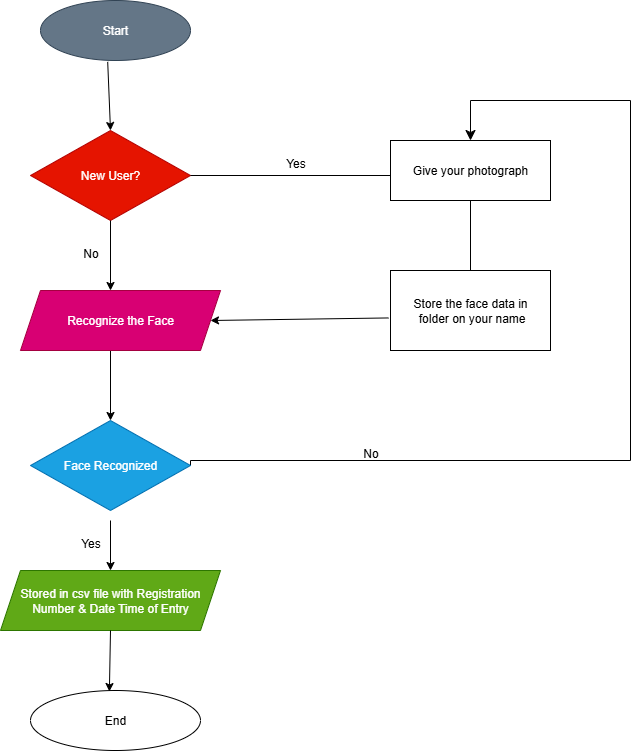 Start
New User?
Yes
Give your photograph
No
Recognize the Face
Store the face data in
folder on your name
Face Recognized
No
Yes
Stored in csv file with Registration
Number & Date Time of Entry
End